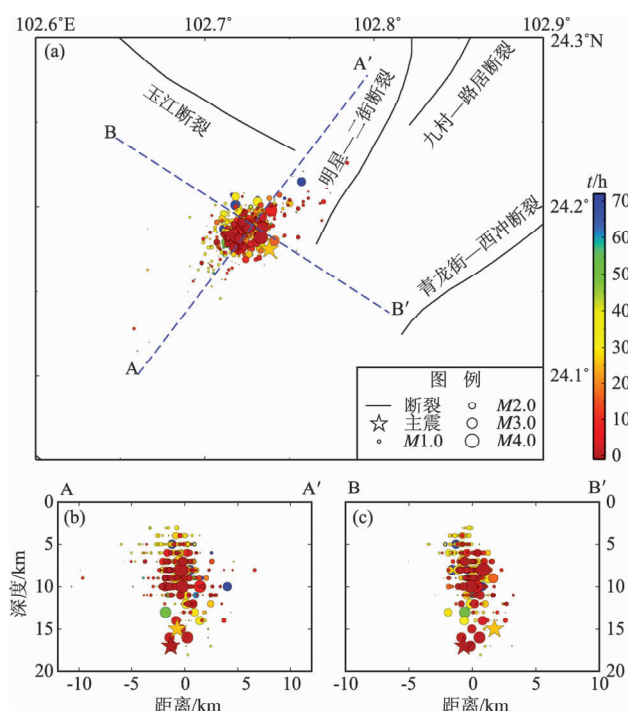 102.6°E 102.7° 102.8° 102.9°
24.3°N
(a)
A′
玉江断裂
明星—二街断裂
九村—路居断裂
B
t/h
70
60
50
40
30
20
10
0
24.2°
青龙街—西冲断裂
B′
A
24.1°
图 例
断裂 M2.0
主震 M3.0
M1.0 M4.0
A A′ B B′
0 0
(b) (c)
5 5
深度/km
10 10
15 15
20 20
-10 -5 0 5 10 -10 -5 0 5 10
距离/km 距离/km